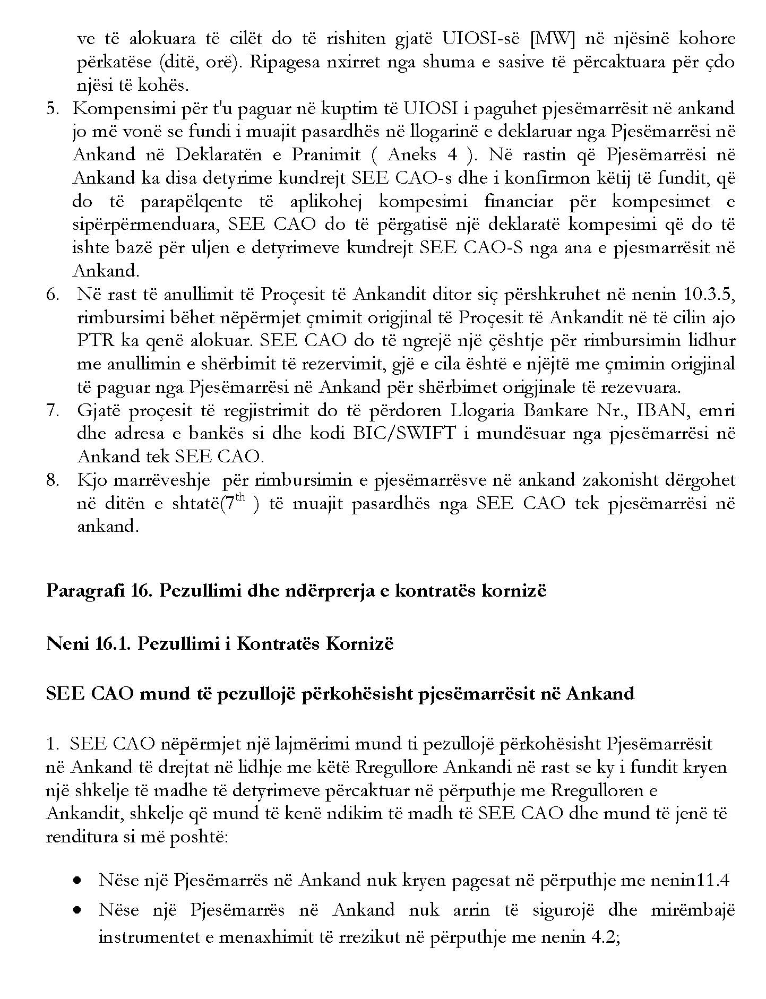 ve të alokuara të cilët do të rishiten gjatë UIOSI-së [MW] në njësinë kohore
përkatëse (ditë, orë). Ripagesa nxirret nga shuma e sasive të përcaktuara për çdo
njësi të kohës.
5. Kompensimi për t'u paguar në kuptim të UIOSI i paguhet pjesëmarrësit në ankand
jo më vonë se fundi i muajit pasardhës në llogarinë e deklaruar nga Pjesëmarrësi në
Ankand në Deklaratën e Pranimit ( Aneks 4 ). Në rastin që Pjesëmarrësi në
Ankand ka disa detyrime kundrejt SEE CAO-s dhe i konfirmon këtij të fundit, që
do të parapëlqente të aplikohej kompesimi financiar për kompesimet e
sipërpërmenduara, SEE CAO do të përgatisë një deklaratë kompesimi që do të
ishte bazë për uljen e detyrimeve kundrejt SEE CAO-S nga ana e pjesmarrësit në
Ankand.
6. Në rast të anullimit të Proçesit të Ankandit ditor siç përshkruhet në nenin 10.3.5,
rimbursimi bëhet nëpërmjet çmimit origjinal të Proçesit të Ankandit në të cilin ajo
PTR ka qenë alokuar. SEE CAO do të ngrejë një çështje për rimbursimin lidhur
me anullimin e shërbimit të rezervimit, gjë e cila është e njëjtë me çmimin origjinal
të paguar nga Pjesëmarrësi në Ankand për shërbimet origjinale të rezevuara.
7. Gjatë proçesit të regjistrimit do të përdoren Llogaria Bankare Nr., IBAN, emri
dhe adresa e bankës si dhe kodi BIC/SWIFT i mundësuar nga pjesëmarrësi në
Ankand tek SEE CAO.
8. Kjo marrëveshje për rimbursimin e pjesëmarrësve në ankand zakonisht dërgohet
në ditën e shtatë(7th ) të muajit pasardhës nga SEE CAO tek pjesëmarrësi në
ankand.
Paragrafi 16. Pezullimi dhe ndërprerja e kontratës kornizë
Neni 16.1. Pezullimi i Kontratës Kornizë
SEE CAO mund të pezullojë përkohësisht pjesëmarrësit në Ankand
1. SEE CAO nëpërmjet një lajmërimi mund ti pezullojë përkohësisht Pjesëmarrësit
në Ankand të drejtat në lidhje me këtë Rregullore Ankandi në rast se ky i fundit kryen
një shkelje të madhe të detyrimeve përcaktuar në përputhje me Rregulloren e
Ankandit, shkelje që mund të kenë ndikim të madh të SEE CAO dhe mund të jenë të
renditura si më poshtë:
• Nëse një Pjesëmarrës në Ankand nuk kryen pagesat në përputhje me nenin11.4
• Nëse një Pjesëmarrës në Ankand nuk arrin të sigurojë dhe mirëmbajë
instrumentet e menaxhimit të rrezikut në përputhje me nenin 4.2;